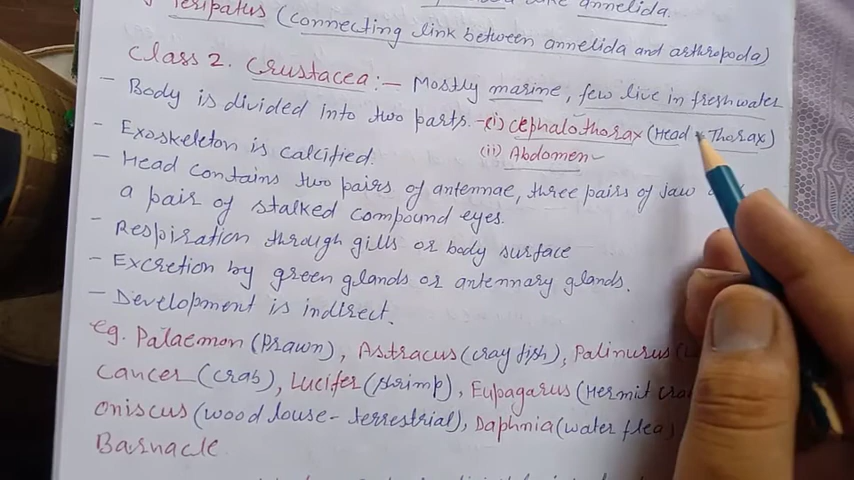 Peripatus (connecting link between annelida and arthropoda)
annelida.
Class 2. Crustacea:- Mostly marine, few live in freshwater
- Body is divided into two parts -(i) cephalothorax (Head + Thorax)
(ii) Abdomen
- Exoskeleton is calcified.
- Head contains two pairs of antennae, three pairs of jaw
a pair of stalked compound eyes.
- Respiration through gills or body surface
- Excretion by green glands or antennary glands.
- Development is indirect.
eg. Palaemon (Prawn), Astracus (cray fish), Palinurus
cancer (crab), Lucifer (shrimp), Eupagarus (Hermit
oniscus (wood louse - terrestrial), Daphnia (water flea)
Barnacle